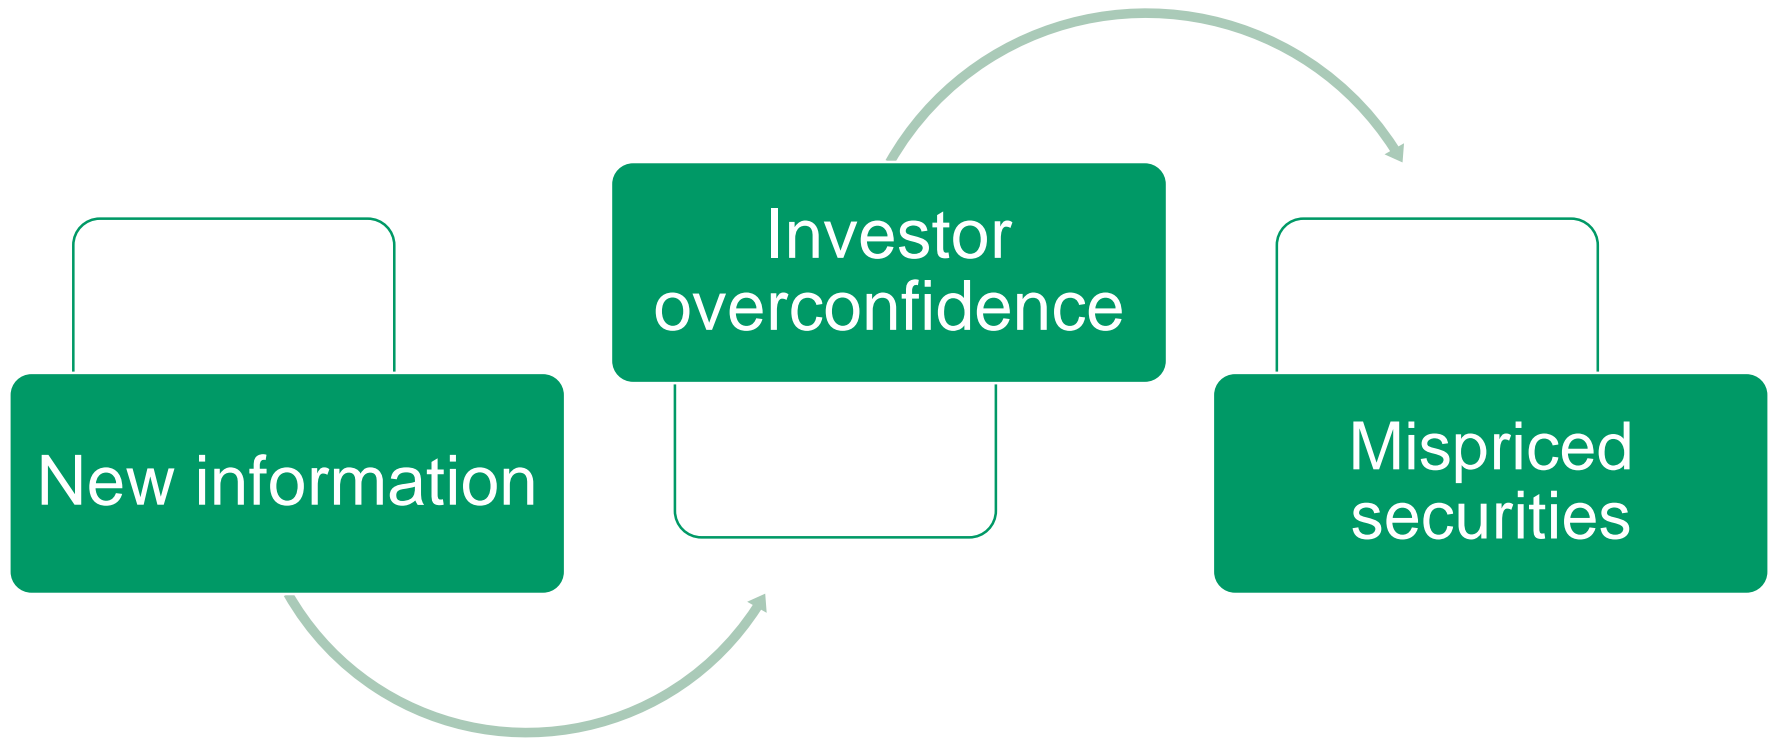 New information
Investor
overconfidence
Mispriced
securities